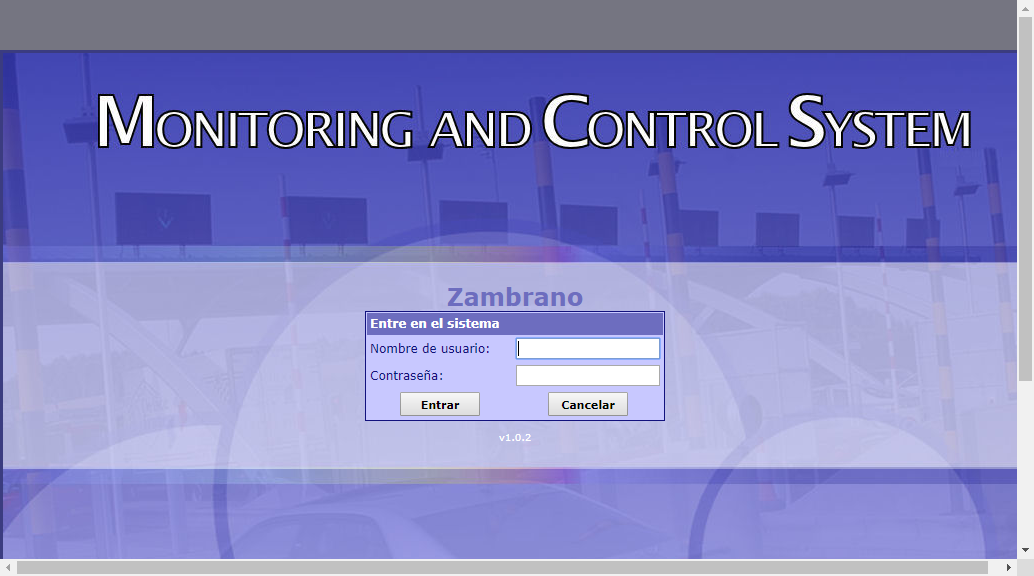 Monitoring and Control System
Zambrano
Entre en el sistema
Nombre de usuario:
Contraseña:
Entrar Cancelar
v1.0.2